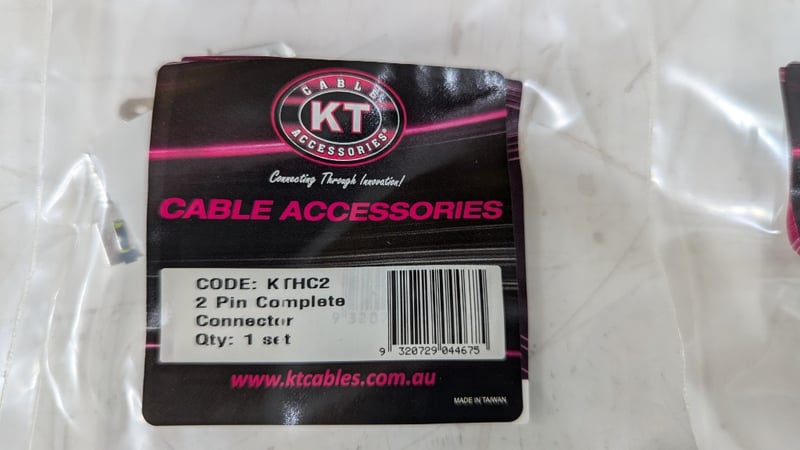 CABLE
KT
ACCESSORIES®
Connecting Through Innovation!
CABLE ACCESSORIES
CODE: KTHC2
2 Pin Complete
Connector
Qty: 1 set
9 320729 044675
www.ktcables.com.au
MADE IN TAIWAN